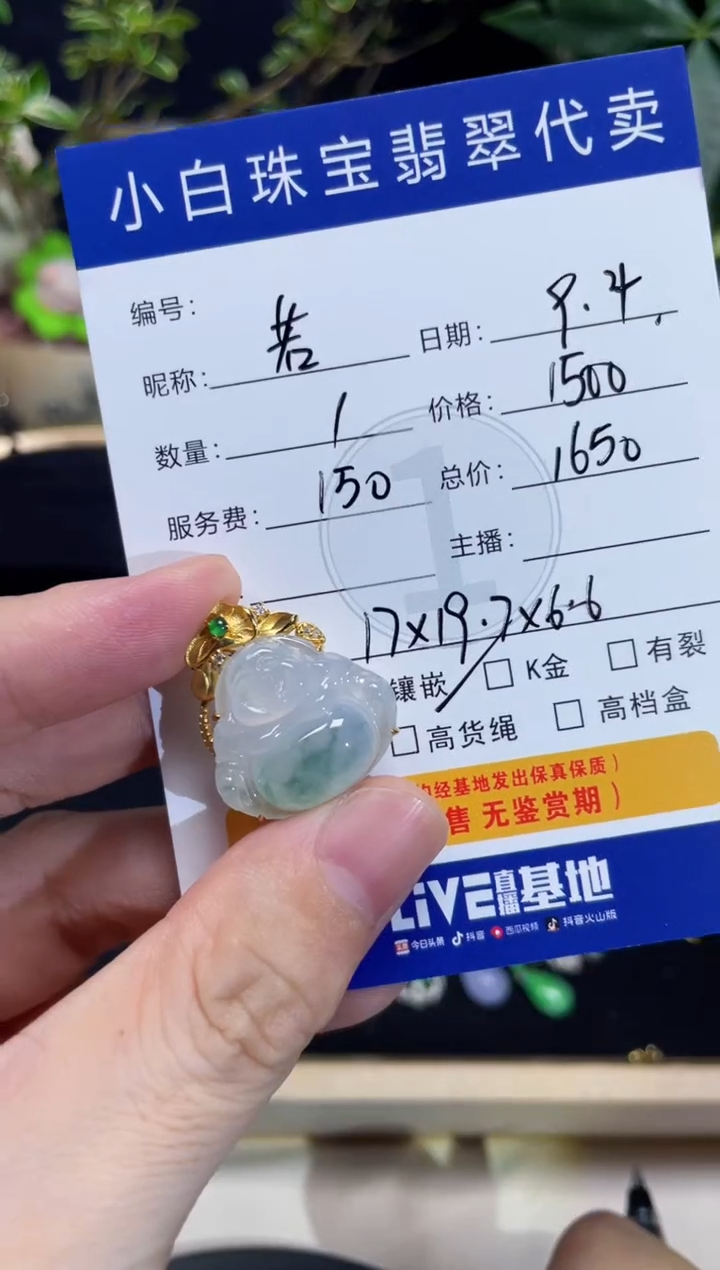 小白珠宝翡翠代卖
编号：
昵称： 若 日期： 9.4
数量： 1 价格： 1500
服务费： 150 总价： 1650
主播：
17×19.7×6.6
镶嵌 K金 有裂
高货绳 高档盒
经基地发出保真保质）
售 无鉴赏期）
LIVE直播基地
今日头条 抖音 西瓜视频 抖音火山版